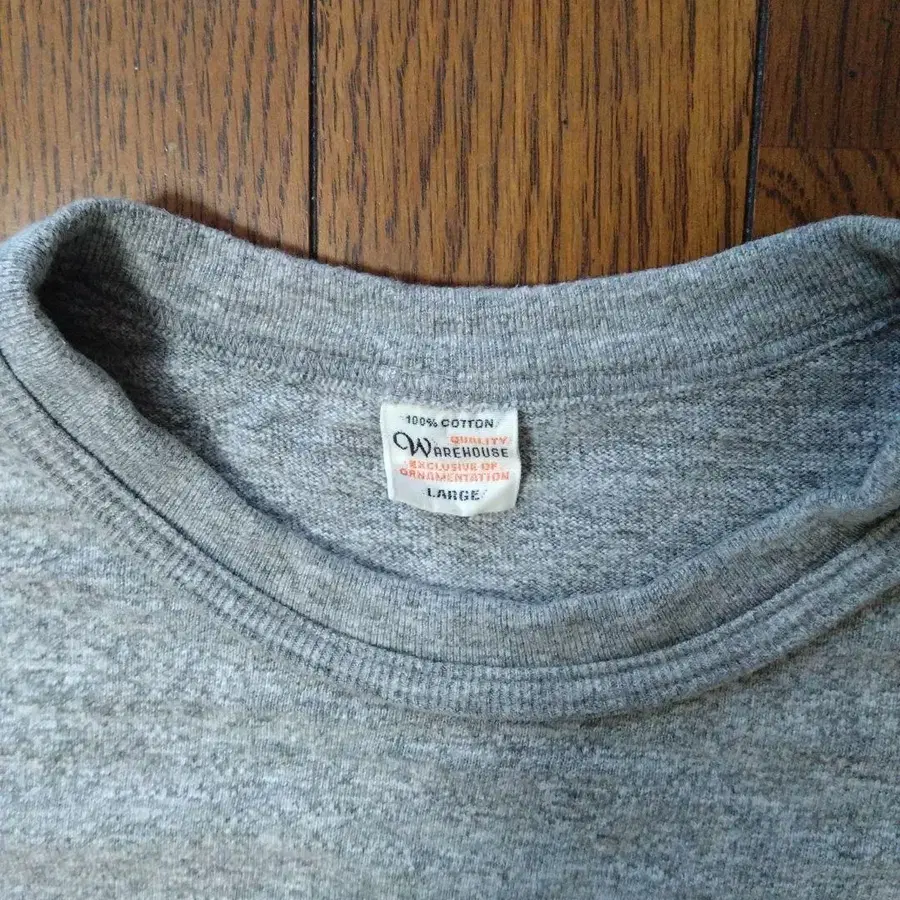 100% COTTON
QUALITY
WAREHOUSE
EXCLUSIVE OF
ORNAMENTATION
LARGE